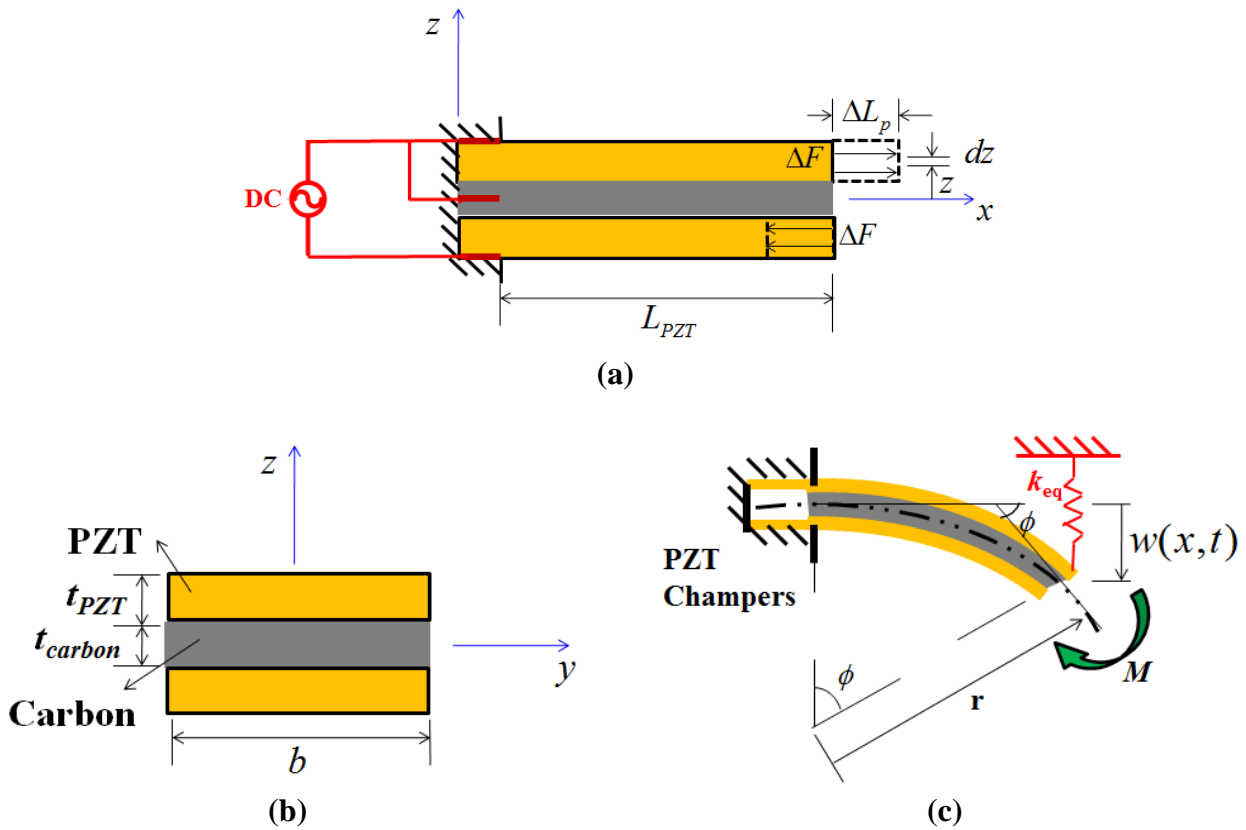 z
ΔL_p
ΔF
dz
z
DC
x
ΔF
L_PZT
(a)
z
PZT
t_PZT
t_carbon
y
Carbon
b
(b)
k_eq
ϕ
w(x,t)
PZT
Champers
M
ϕ
r
(c)